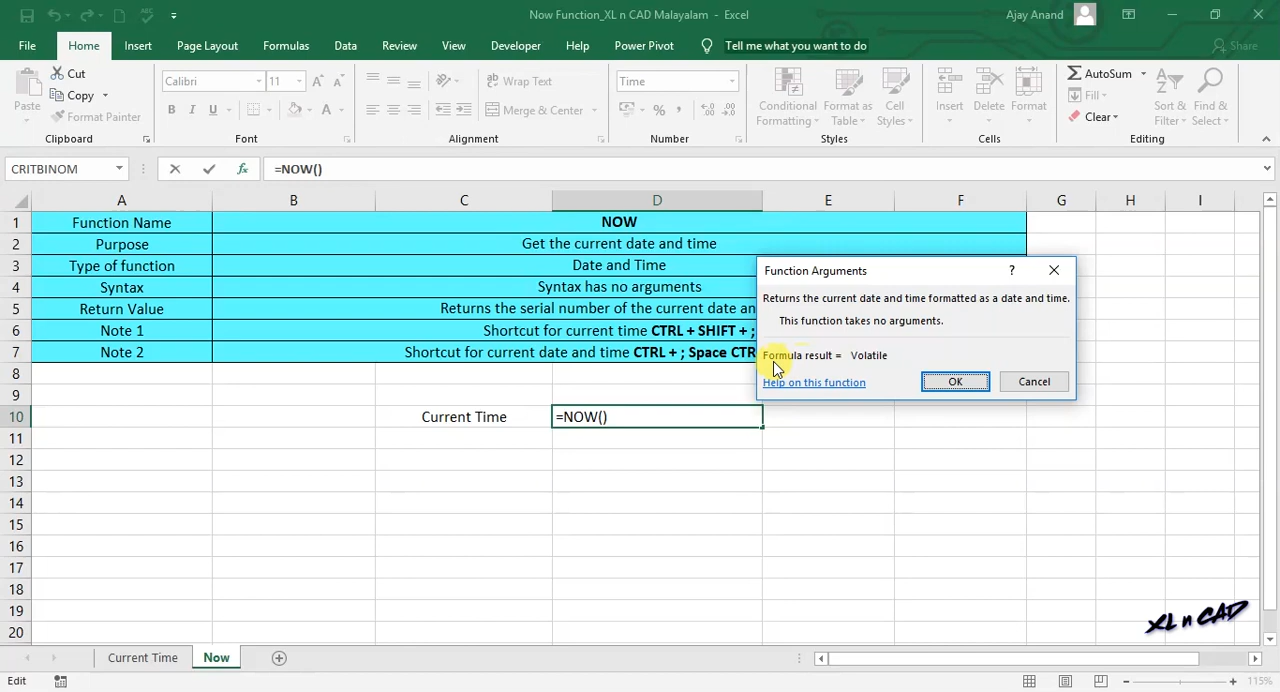 Now Function_XL n CAD Malayalam - Excel
Ajay Anand
File Home Insert Page Layout Formulas Data Review View Developer Help Power Pivot Tell me what you want to do Share
Paste
Cut
Copy
Format Painter
Clipboard
Calibri 11
B I U
Font
Wrap Text
Merge & Center
Alignment
Time
Number
Conditional Formatting
Format as Table
Cell Styles
Styles
Insert
Delete
Format
Cells
AutoSum
Fill
Clear
Sort & Filter
Find & Select
Editing
CRITBINOM fx =NOW()
A B C D E F G H I
1 Function Name NOW
2 Purpose Get the current date and time
3 Type of function Date and Time
4 Syntax Syntax has no arguments
5 Return Value Returns the serial number of the current date an
6 Note 1 Shortcut for current time CTRL + SHIFT + ;
7 Note 2 Shortcut for current date and time CTRL + ; Space CTR
8
9
10 Current Time =NOW()
11
12
13
14
15
16
17
18
19
20
Function Arguments ?
Returns the current date and time formatted as a date and time.
This function takes no arguments.
Formula result = Volatile
Help on this function OK Cancel
XL n CAD
Current Time Now
Edit 115%